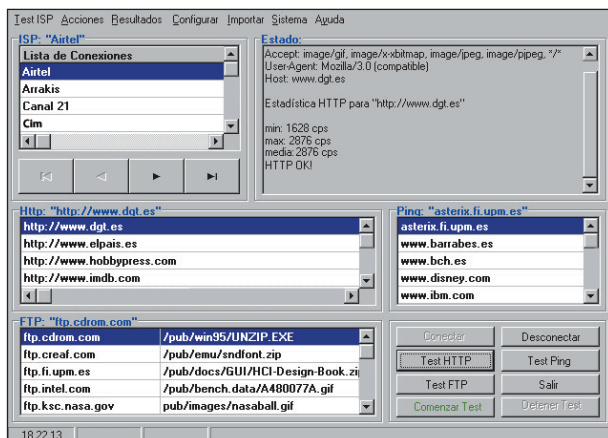 Test ISP Acciones Resultados Configurar Importar Sistema Ayuda
ISP: "Airtel"
Lista de Conexiones
Airtel
Arrakis
Canal 21
Cim
Estado:
Accept: image/gif, image/x-xbitmap, image/jpeg, image/pjpeg, */*
User-Agent: Mozilla/3.0 (compatible)
Host: www.dgt.es
Estadística HTTP para "http://www.dgt.es"
min: 1628 cps
max: 2876 cps
media: 2876 cps
HTTP OK!
Http: "http://www.dgt.es"
http://www.dgt.es
http://www.elpais.es
http://www.hobbypress.com
http://www.imdb.com
Ping: "asterix.fi.upm.es"
asterix.fi.upm.es
www.barrabes.es
www.bch.es
www.disney.com
www.ibm.com
FTP: "ftp.cdrom.com"
ftp.cdrom.com /pub/win95/UNZIP.EXE
ftp.creaf.com /pub/emu/sndfont.zip
ftp.fi.upm.es /pub/docs/GUI/HCI-Design-Book.zi
ftp.intel.com /pub/bench.data/A480077A.gif
ftp.ksc.nasa.gov pub/images/nasaball.gif
Conectar Desconectar
Test HTTP Test Ping
Test FTP Salir
Comenzar Test Detener Test
18.22.13